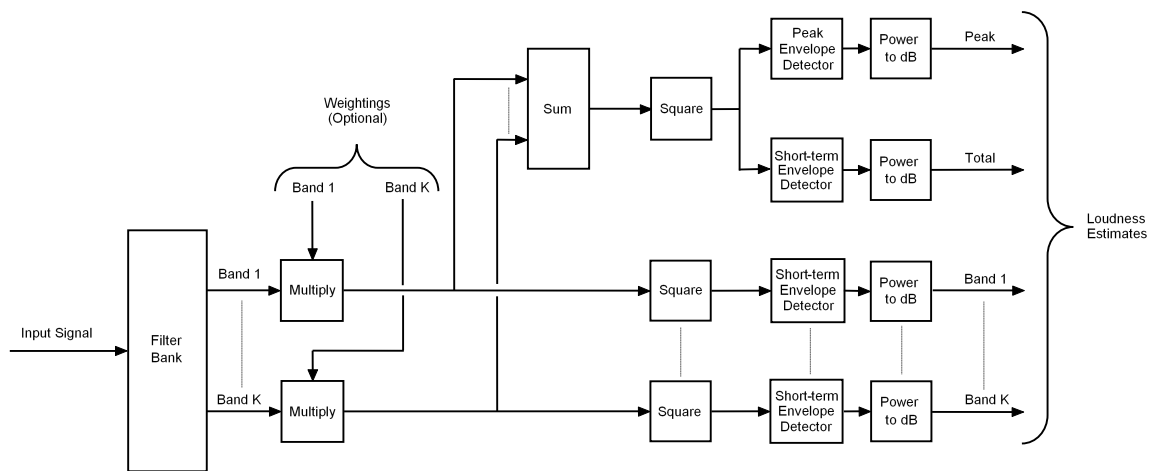 Peak
Envelope
Detector
Power
to dB
Peak
Sum
Square
Weightings
(Optional)
Short-term
Envelope
Detector
Power
to dB
Total
Band 1
Band K
Loudness
Estimates
Band 1
Multiply
Square
Short-term
Envelope
Detector
Power
to dB
Band 1
Input Signal
Filter
Bank
Band K
Multiply
Square
Short-term
Envelope
Detector
Power
to dB
Band K